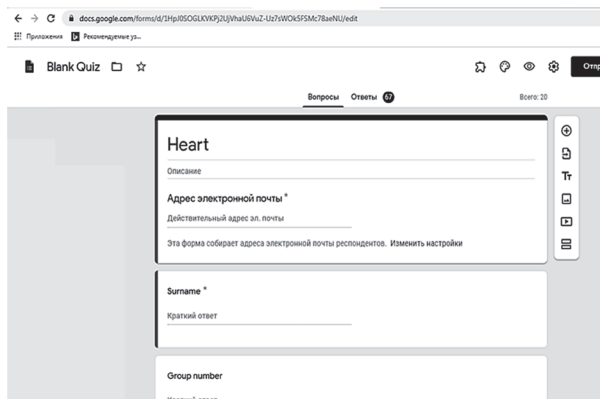 docs.google.com/forms/d/1HpJ0SOGLKVKPj2UjVhaU6VuZ-Uz7sWOk5FSMc78aeNU/edit
Приложения Рекомендуемые уз...
Blank Quiz
Отпр
Вопросы Ответы 67 Всего: 20
Heart
Описание
Адрес электронной почты *
Действительный адрес эл. почты
Эта форма собирает адреса электронной почты респондентов. Изменить настройки
Tт
Surname *
Краткий ответ
Group number